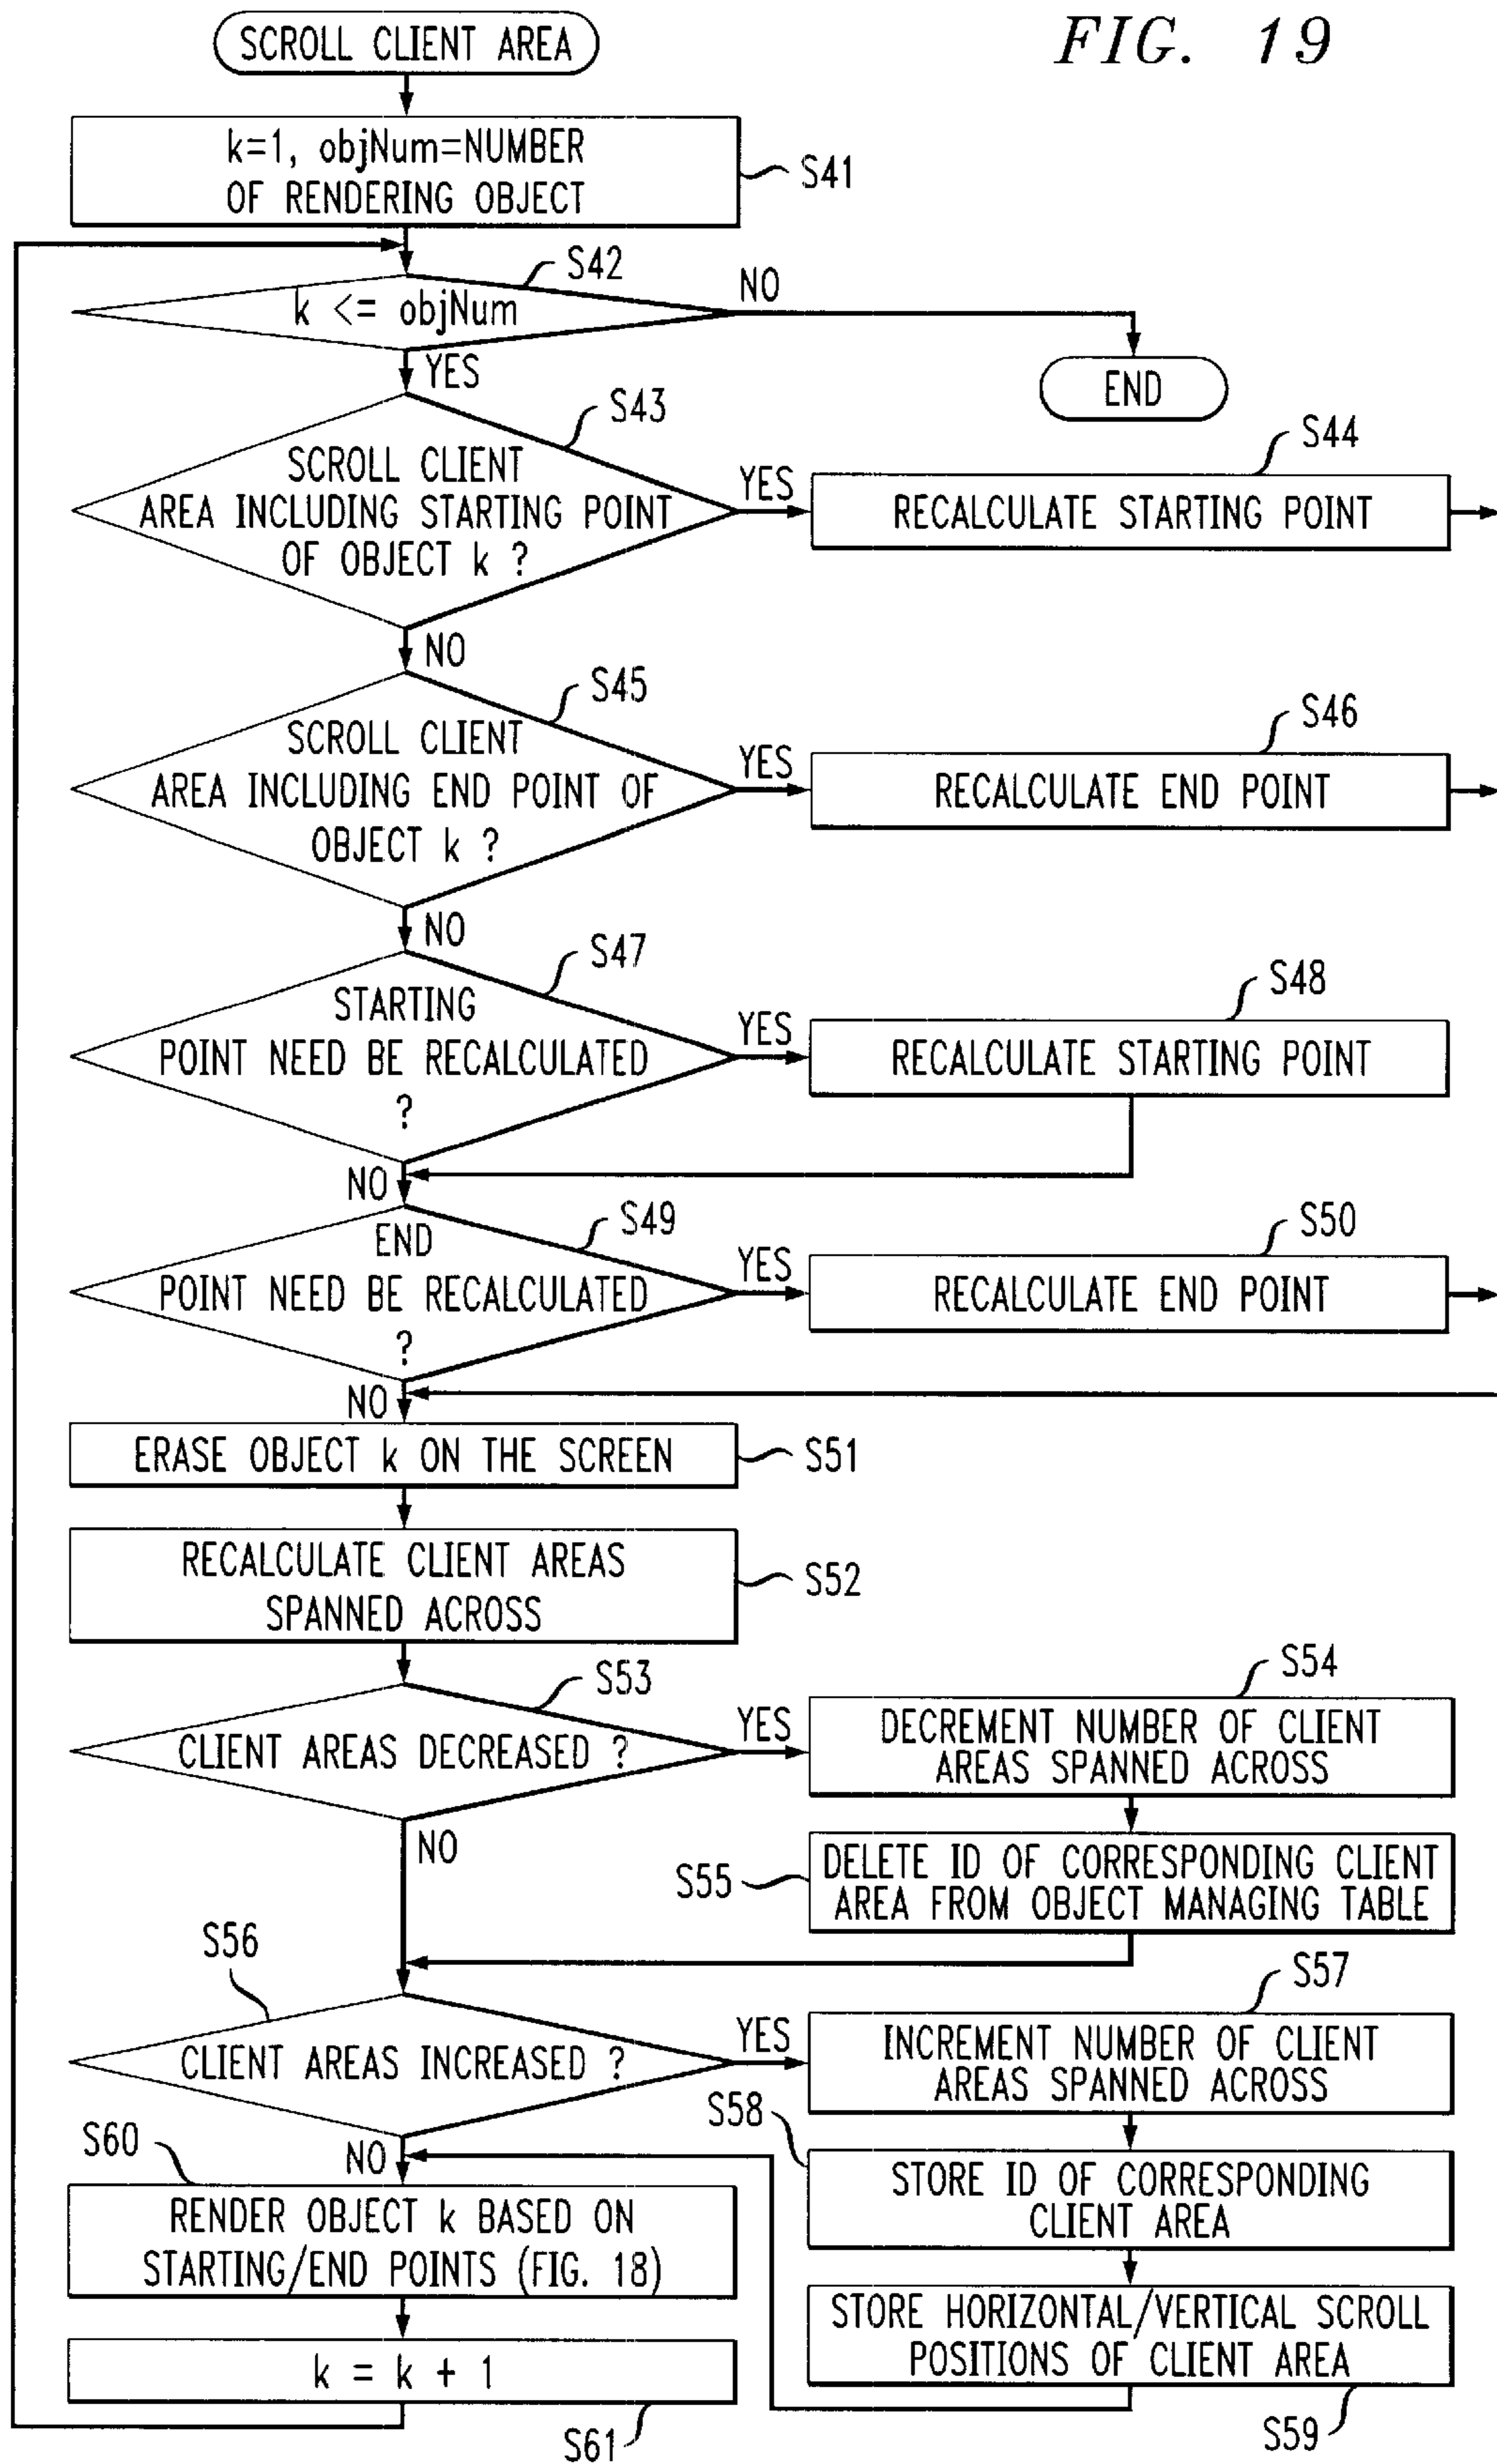 FIG. 19
SCROLL CLIENT AREA
k=1, objNum=NUMBER
OF RENDERING OBJECT
S41
S42
k <= objNum
NO
YES
END
S43
SCROLL CLIENT
AREA INCLUDING STARTING POINT
OF OBJECT k ?
YES
S44
RECALCULATE STARTING POINT
NO
S45
SCROLL CLIENT
AREA INCLUDING END POINT OF
OBJECT k ?
YES
S46
RECALCULATE END POINT
NO
S47
STARTING
POINT NEED BE RECALCULATED
?
YES
S48
RECALCULATE STARTING POINT
NO
S49
END
POINT NEED BE RECALCULATED
?
YES
S50
RECALCULATE END POINT
NO
ERASE OBJECT k ON THE SCREEN
S51
RECALCULATE CLIENT AREAS
SPANNED ACROSS
S52
S53
CLIENT AREAS DECREASED ?
YES
S54
DECREMENT NUMBER OF CLIENT
AREAS SPANNED ACROSS
NO
S55
DELETE ID OF CORRESPONDING CLIENT
AREA FROM OBJECT MANAGING TABLE
S56
CLIENT AREAS INCREASED ?
YES
S57
INCREMENT NUMBER OF CLIENT
AREAS SPANNED ACROSS
S58
STORE ID OF CORRESPONDING
CLIENT AREA
STORE HORIZONTAL/VERTICAL SCROLL
POSITIONS OF CLIENT AREA
S59
NO
S60
RENDER OBJECT k BASED ON
STARTING/END POINTS (FIG. 18)
k = k + 1
S61